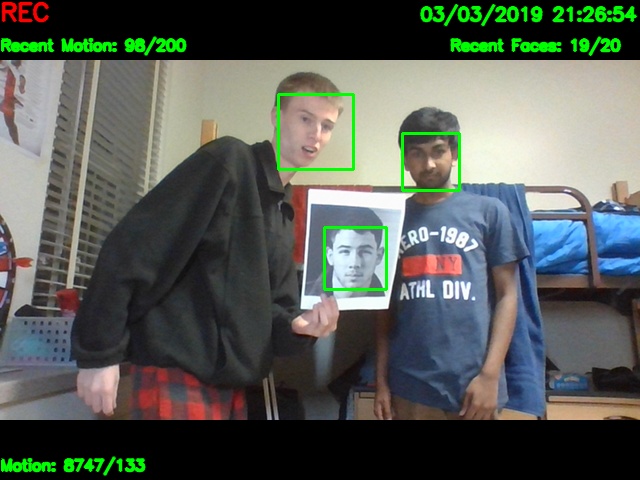 REC
03/03/2019 21:26:54
Recent Motion: 98/200
Recent Faces: 19/20
ERO-1987
NY
ATHL DIV.
Motion: 8747/133